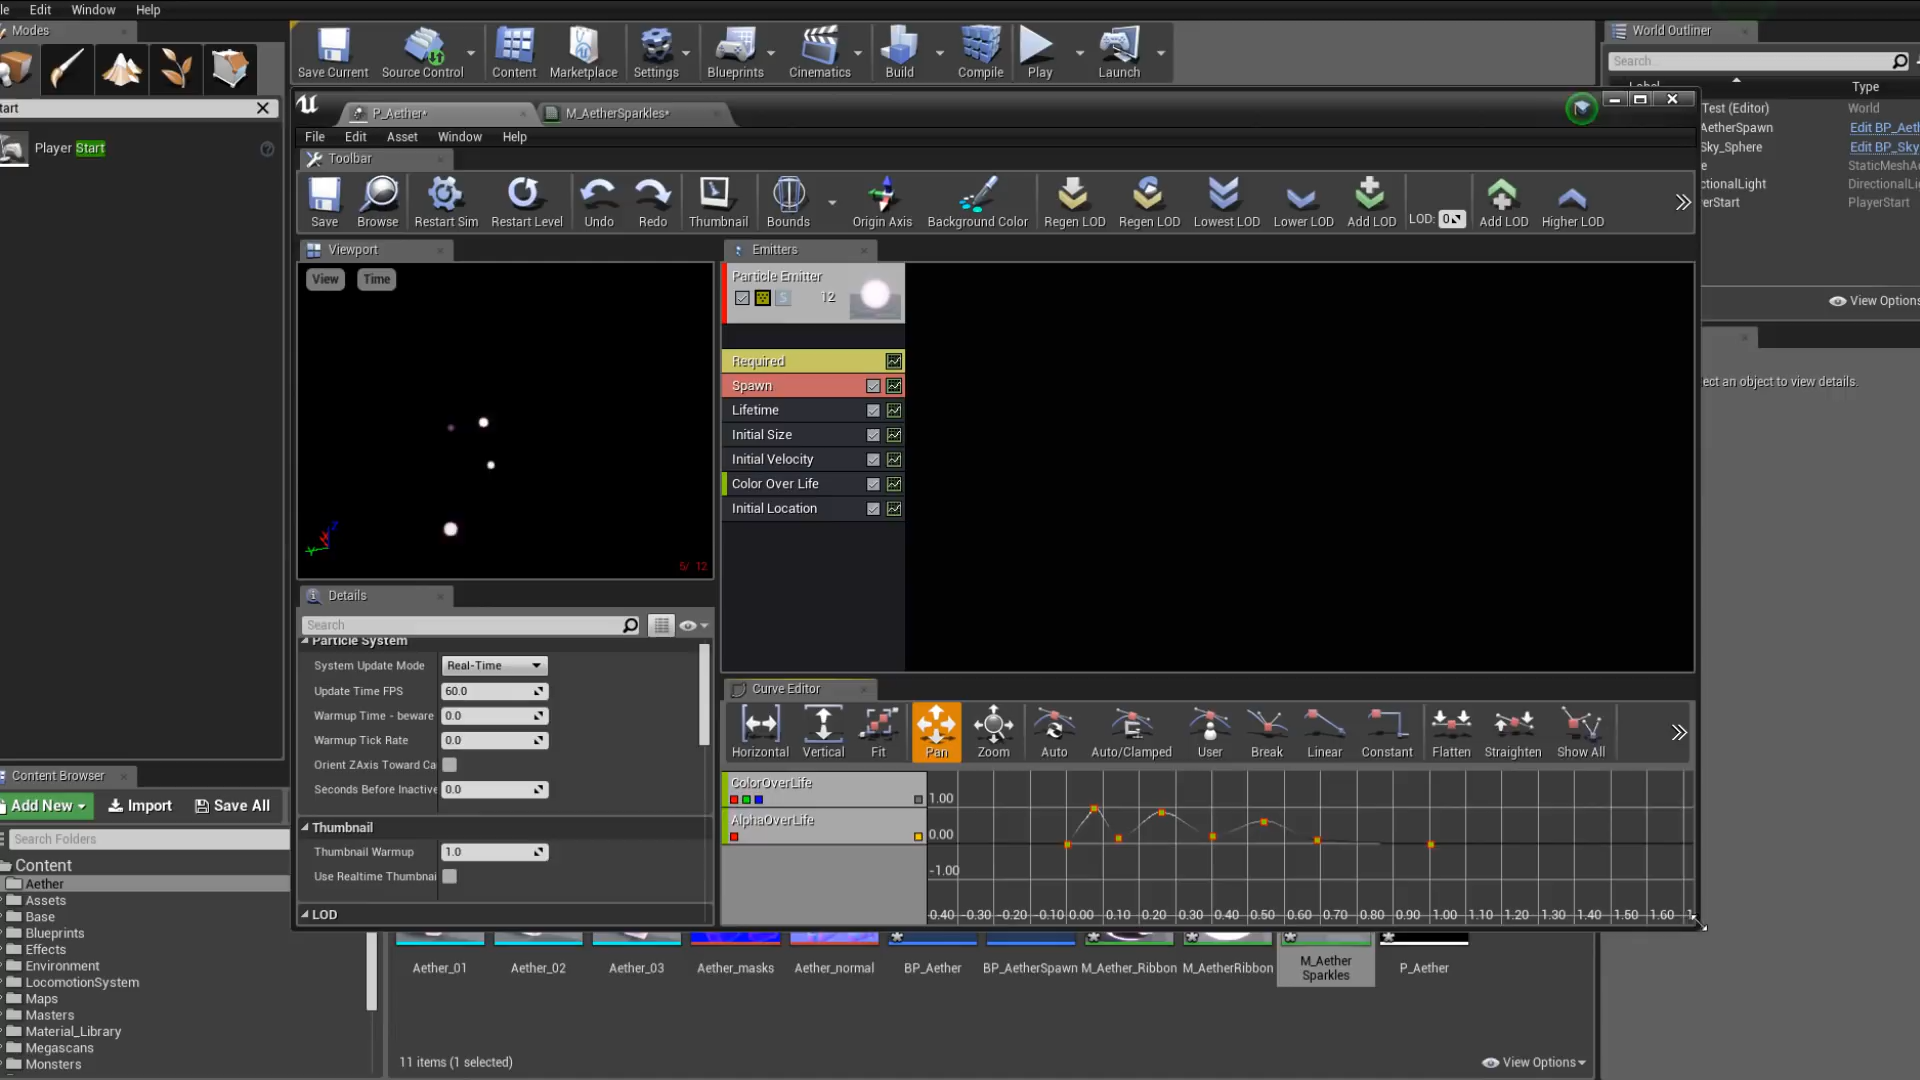 le Edit Window Help
Modes
tart
Player Start
Save Current
Source Control
Content
Marketplace
Settings
Blueprints
Cinematics
Build
Compile
Play
Launch
World Outliner
Search...
Label
Type
Test (Editor) World
AetherSpawn Edit BP_Aeth
Sky_Sphere Edit BP_Sky
e StaticMeshA
ctionalLight DirectionalLigh
erStart PlayerStart
View Options
ect an object to view details.
P_Aether*
M_AetherSparkles*
File Edit Asset Window Help
Toolbar
Save
Browse
Restart Sim
Restart Level
Undo
Redo
Thumbnail
Bounds
Origin Axis
Background Color
Regen LOD
Regen LOD
Lowest LOD
Lower LOD
Add LOD
LOD: 0
Add LOD
Higher LOD
Viewport
View
Time
5/ 12
Emitters
Particle Emitter
S 12
Required
Spawn
Lifetime
Initial Size
Initial Velocity
Color Over Life
Initial Location
Details
Search
Particle System
System Update Mode Real-Time
Update Time FPS 60.0
Warmup Time - beware 0.0
Warmup Tick Rate 0.0
Orient ZAxis Toward Ca
Seconds Before Inactive 0.0
Thumbnail
Thumbnail Warmup 1.0
Use Realtime Thumbnai
LOD
Curve Editor
Horizontal
Vertical
Fit
Pan
Zoom
Auto
Auto/Clamped
User
Break
Linear
Constant
Flatten
Straighten
Show All
ColorOverLife
AlphaOverLife
1.00
0.00
-1.00
-0.40 -0.30 -0.20 -0.10 0.00 0.10 0.20 0.30 0.40 0.50 0.60 0.70 0.80 0.90 1.00 1.10 1.20 1.30 1.40 1.50 1.60
Content Browser
Add New
Import
Save All
Search Folders
Content
Aether
Assets
Base
Blueprints
Effects
Environment
LocomotionSystem
Maps
Masters
Material_Library
Megascans
Monsters
Aether_01
Aether_02
Aether_03
Aether_masks
Aether_normal
BP_Aether
BP_AetherSpawn
M_Aether_Ribbon
M_AetherRibbon
M_Aether
Sparkles
P_Aether
11 items (1 selected)
View Options